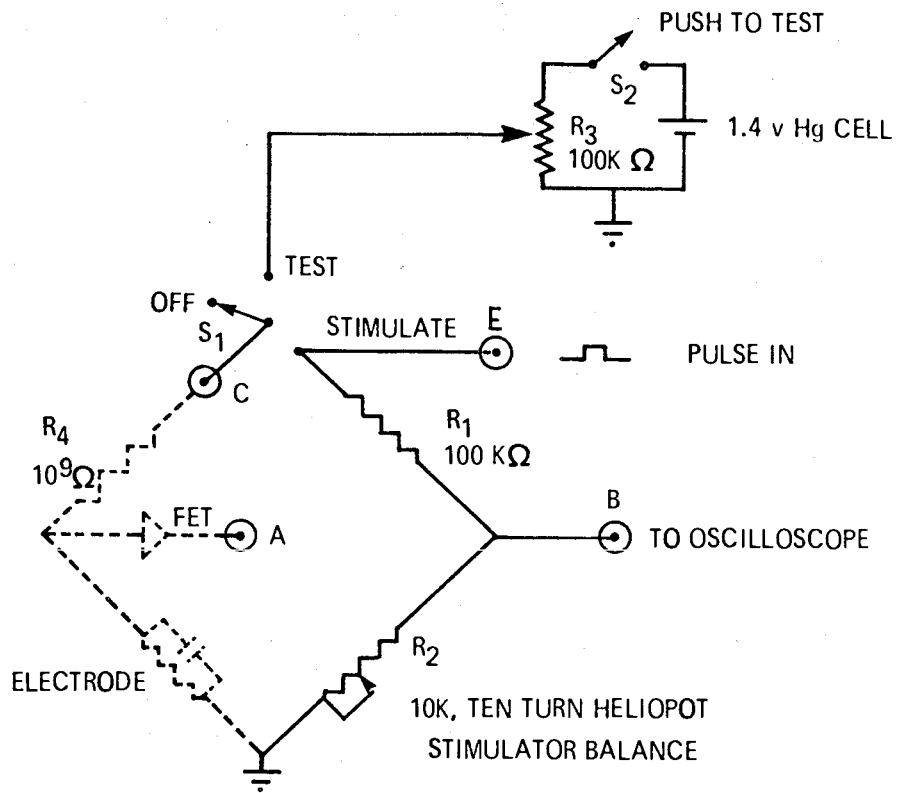 PUSH TO TEST
S2
R3
100K Ω
1.4 v Hg CELL
TEST
OFF
S1
STIMULATE
E
PULSE IN
C
R4
10⁹Ω
R1
100 KΩ
FET
A
B
TO OSCILLOSCOPE
R2
ELECTRODE
10K, TEN TURN HELIOPOT
STIMULATOR BALANCE